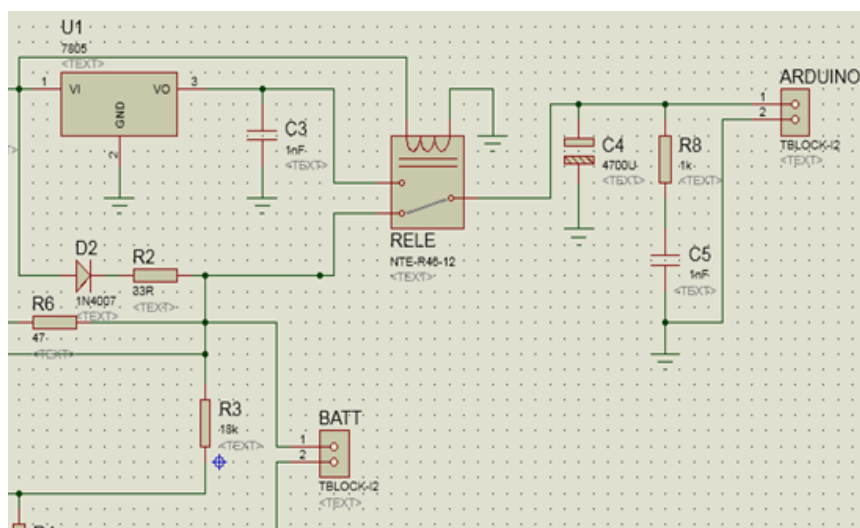 U1
7805
<TEXT>
1
VI
VO
3
GND
2
C3
1nF
<TEXT>
RELE
NTE-R46-12
<TEXT>
C4
4700U
<TEXT>
R8
1k
<TEXT>
C5
1nF
<TEXT>
ARDUINO
1
2
TBLOCK-I2
<TEXT>
D2
1N4007
<TEXT>
R2
33R
<TEXT>
R6
47
<TEXT>
R3
18k
<TEXT>
BATT
1
2
TBLOCK-I2
<TEXT>